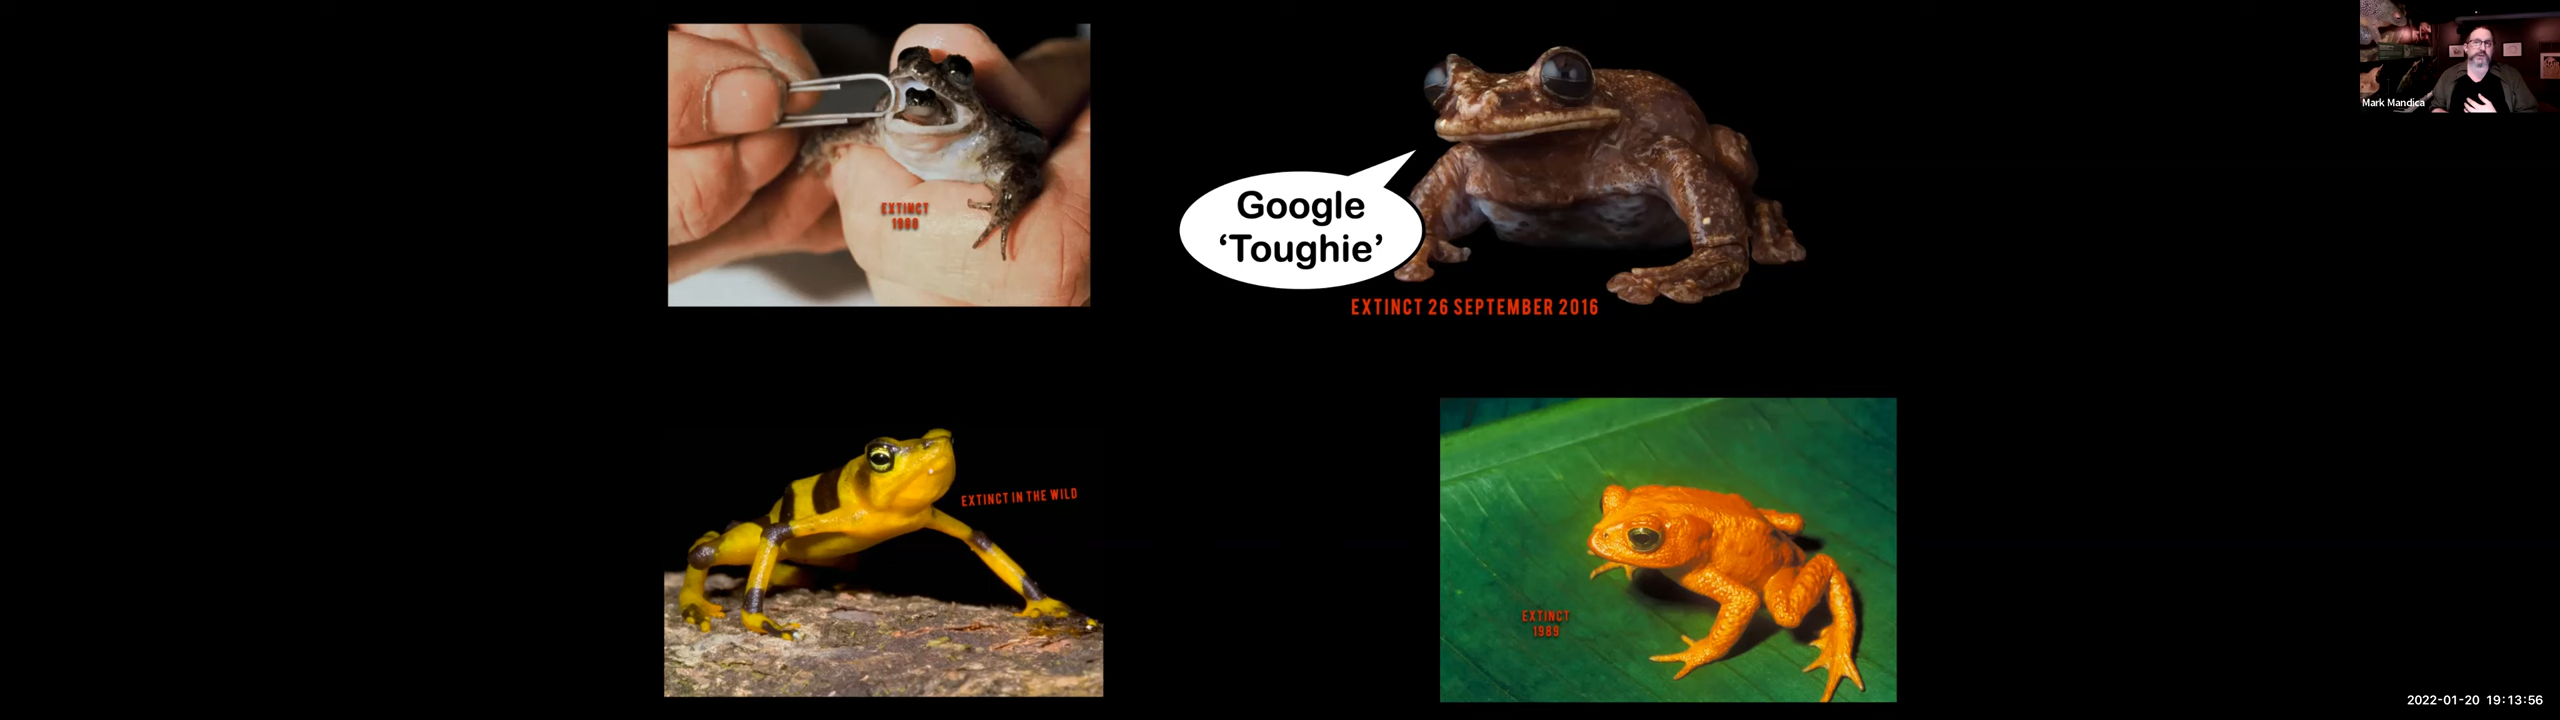 Mark Mandica
EXTINCT
1980
Google
‘Toughie’
EXTINCT 26 SEPTEMBER 2016
EXTINCT IN THE WILD
EXTINCT
1989
2022-01-20 19:13:56